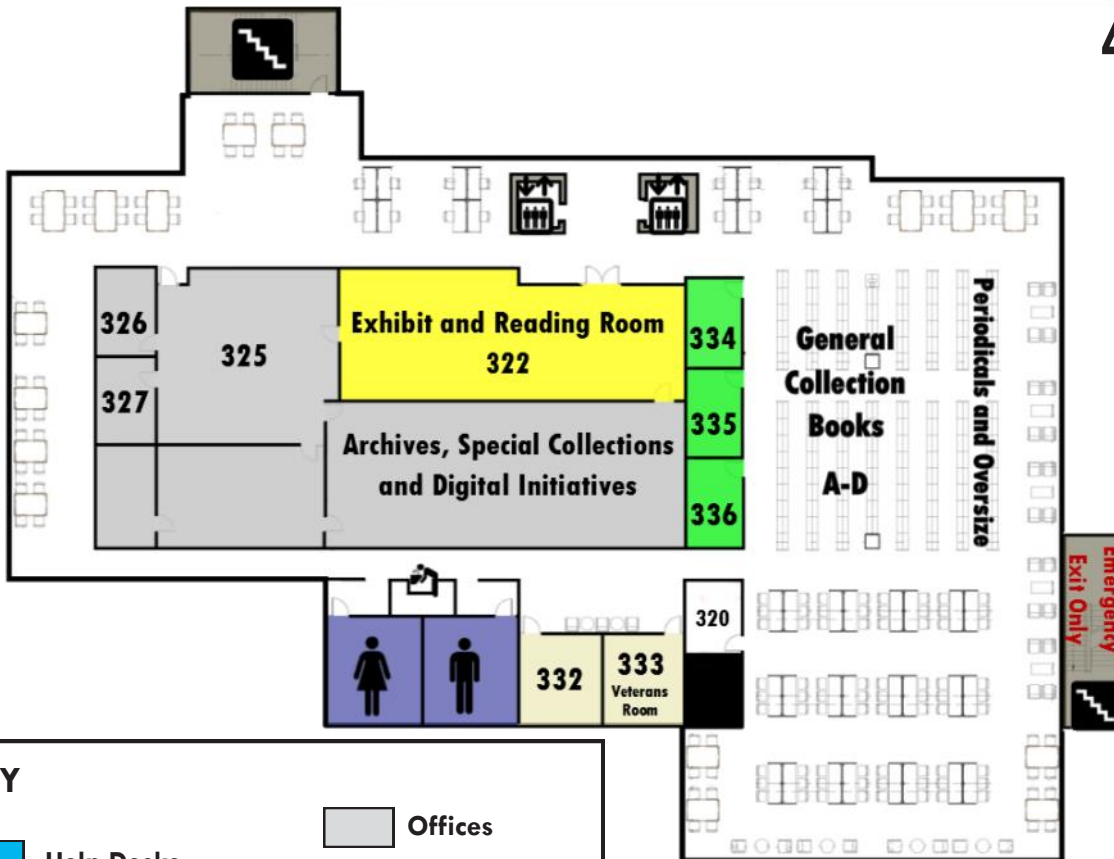 326
327
325
Exhibit and Reading Room
322
Archives, Special Collections
and Digital Initiatives
334
335
336
General
Collection
Books
A-D
Periodicals and Oversize
Emergency
Exit Only
320
332
333
Veterans
Room
Offices